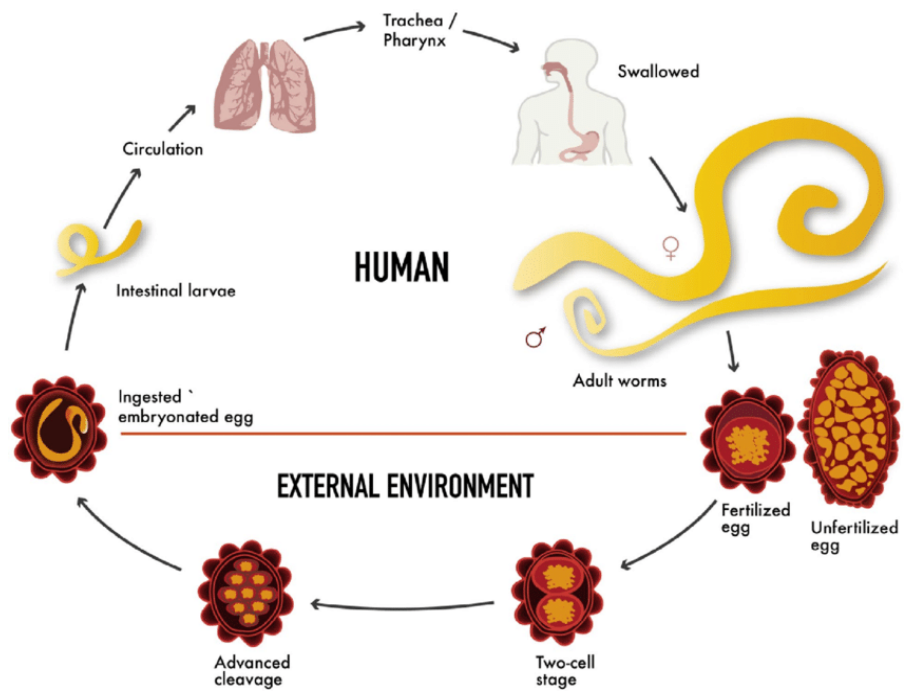 Trachea /
Pharynx
Swallowed
Circulation
HUMAN
Intestinal larvae
♀
♂
Adult worms
Ingested `
embryonated egg
EXTERNAL ENVIRONMENT
Fertilized
egg
Unfertilized
egg
Advanced
cleavage
Two-cell
stage